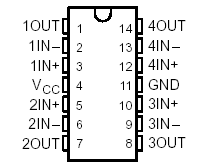 1OUT 1 14 4OUT
1IN− 2 13 4IN−
1IN+ 3 12 4IN+
VCC 4 11 GND
2IN+ 5 10 3IN+
2IN− 6 9 3IN−
2OUT 7 8 3OUT